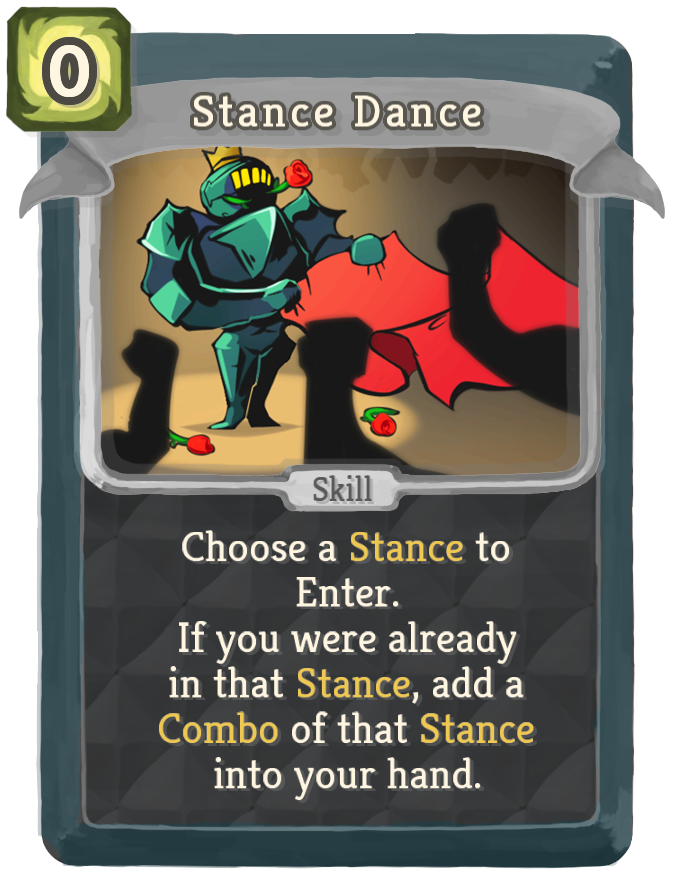 0
Stance Dance
Skill
Choose a Stance to
Enter.
If you were already
in that Stance, add a
Combo of that Stance
into your hand.